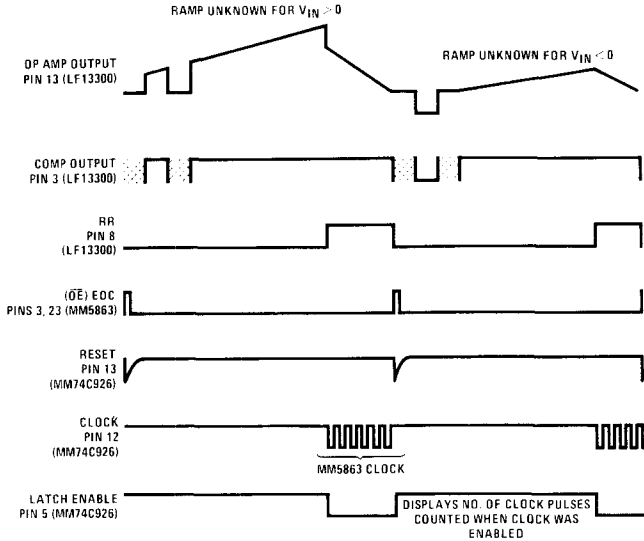 RAMP UNKNOWN FOR VIN > 0
OP AMP OUTPUT
PIN 13 (LF13300)
RAMP UNKNOWN FOR VIN < 0
COMP OUTPUT
PIN 3 (LF13300)
RR
PIN 8
(LF13300)
(OE) EOC
PINS 3, 23 (MM5863)
RESET
PIN 13
(MM74C926)
CLOCK
PIN 12
(MM74C926)
MM5863 CLOCK
LATCH ENABLE
PIN 5 (MM74C926)
DISPLAYS NO. OF CLOCK PULSES
COUNTED WHEN CLOCK WAS
ENABLED